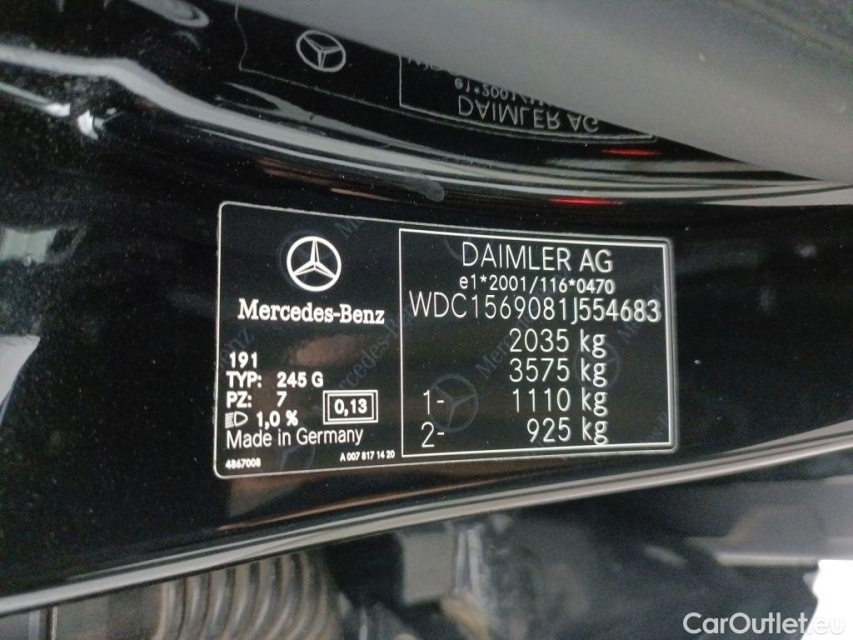 DAIMLER AG
e1*2001/116*0470
WDC1569081J554683
2035 kg
3575 kg
1- 1110 kg
2- 925 kg
Mercedes-Benz
191
TYP: 245 G
PZ: 7
1,0 % 0,13
Made in Germany
4867008 A 007 817 14 20
DAIMLER AG
CarOutlet.eu